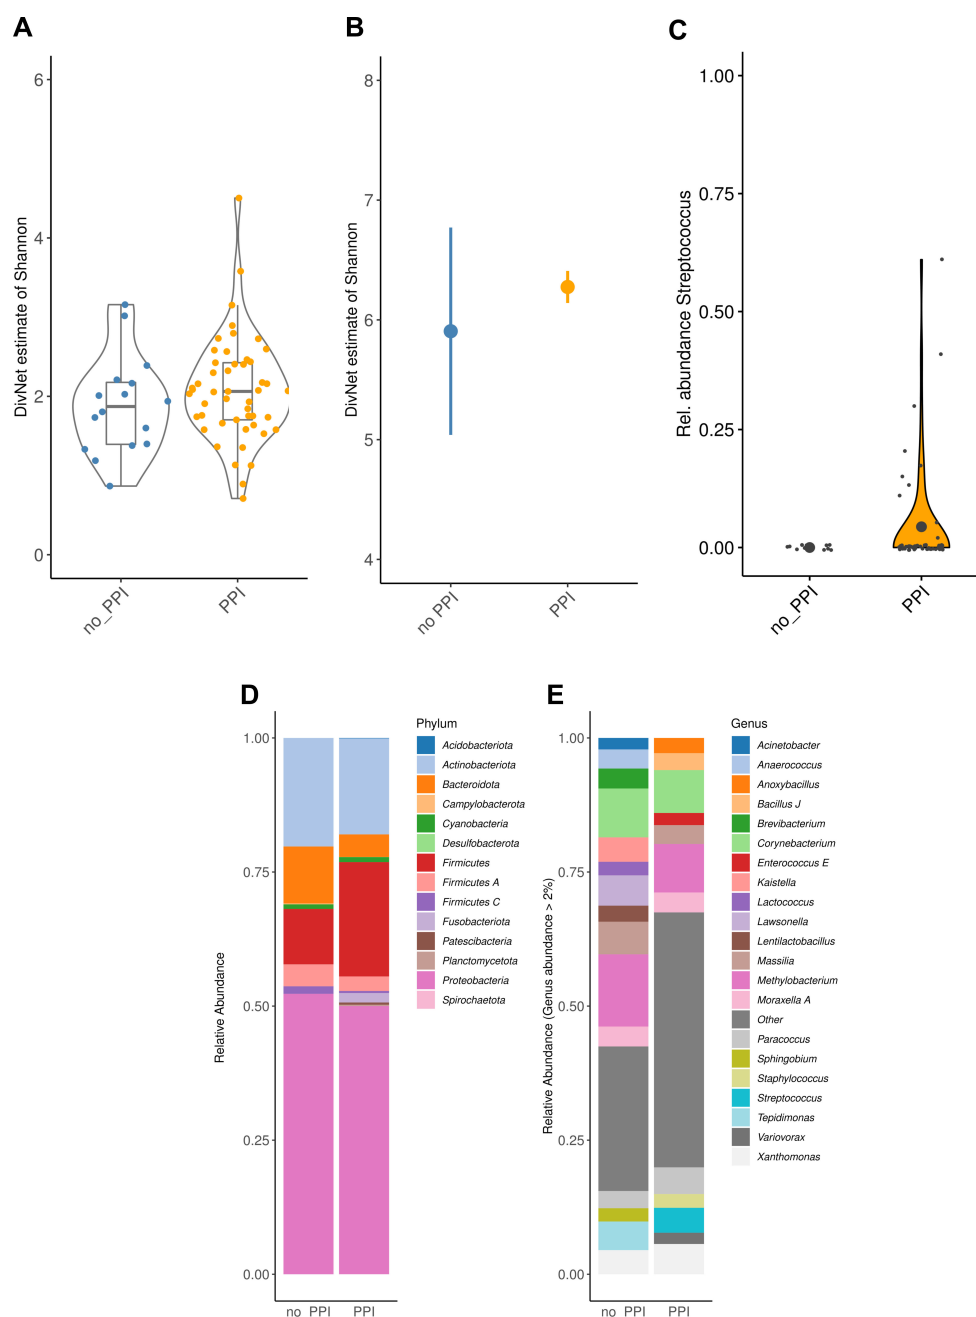 A
B
C
DivNet estimate of Shannon
6
4
2
0
no_PPI
PPI
DivNet estimate of Shannon
8
7
6
5
4
no PPI
PPI
Rel. abundance Streptococcus
1.00
0.75
0.50
0.25
0.00
no_PPI
PPI
D
E
Relative Abundance
1.00
0.75
0.50
0.25
0.00
no PPI
PPI
Phylum
Acidobacteriota
Actinobacteriota
Bacteroidota
Campylobacterota
Cyanobacteria
Desulfobacterota
Firmicutes
Firmicutes A
Firmicutes C
Fusobacteriota
Patescibacteria
Planctomycetota
Proteobacteria
Spirochaetota
Relative Abundance (Genus abundance > 2%)
1.00
0.75
0.50
0.25
0.00
no PPI
PPI
Genus
Acinetobacter
Anaerococcus
Anoxybacillus
Bacillus J
Brevibacterium
Corynebacterium
Enterococcus E
Kaistella
Lactococcus
Lawsonella
Lentilactobacillus
Massilia
Methylobacterium
Moraxella A
Other
Paracoccus
Sphingobium
Staphylococcus
Streptococcus
Tepidimonas
Variovorax
Xanthomonas